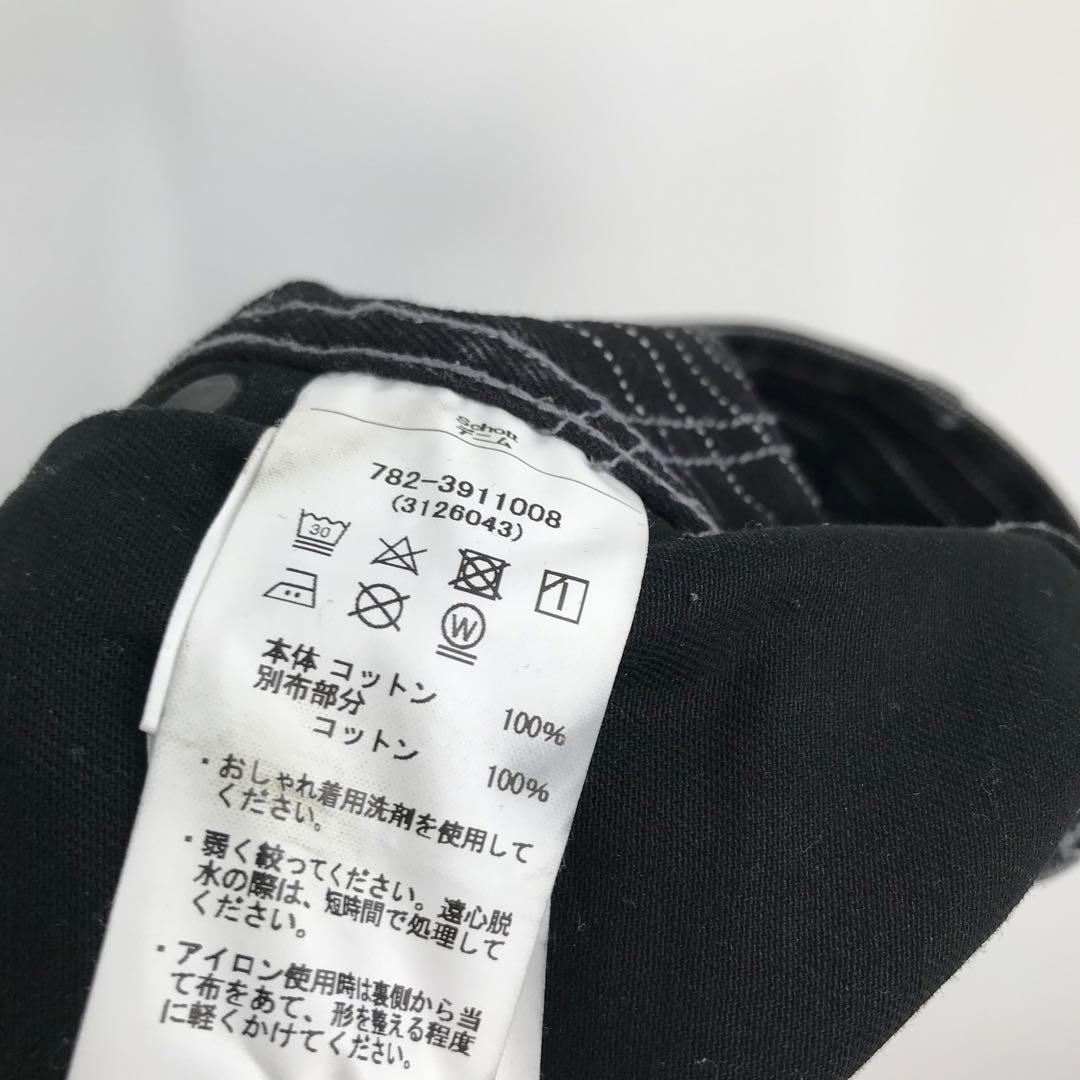 Schott
デニム
782-3911008
(3126043)
30
W
本体 コットン 100%
別布部分
コットン 100%
・おしゃれ着用洗剤を使用して
ください。
・弱く絞ってください。遠心脱
水の際は、短時間で処理して
ください。
・アイロン使用時は裏側から当
て布をあて、形を整える程度
に軽くかけてください。